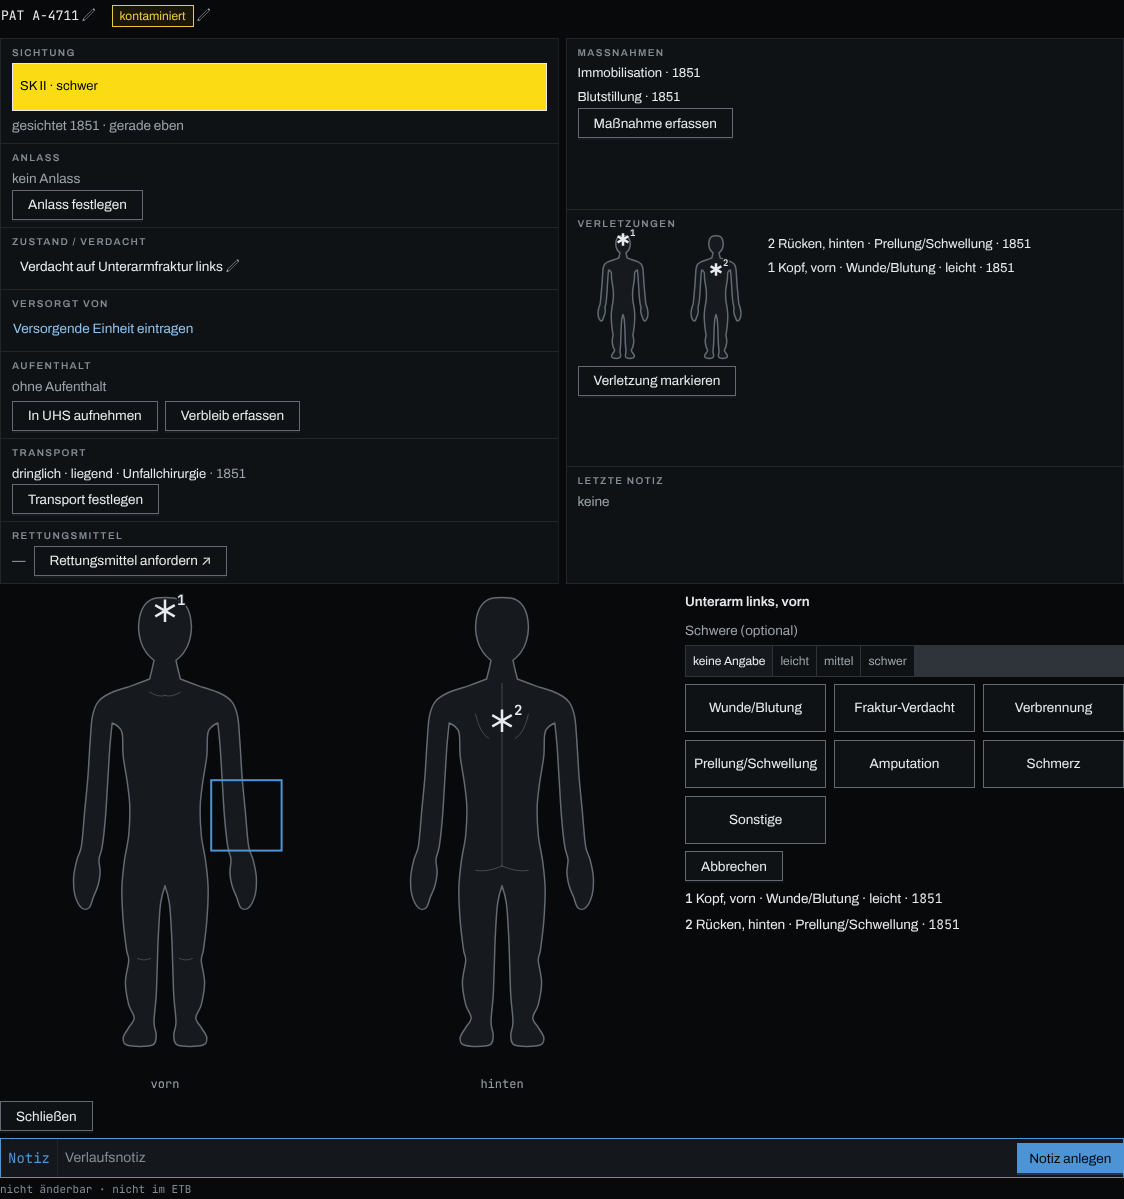 PAT A-4711 kontaminiert
SICHTUNG
SK II · schwer
gesichtet 1851 · gerade eben
ANLASS
kein Anlass
Anlass festlegen
ZUSTAND / VERDACHT
Verdacht auf Unterarmfraktur links
VERSORGT VON
Versorgende Einheit eintragen
AUFENTHALT
ohne Aufenthalt
In UHS aufnehmen Verbleib erfassen
TRANSPORT
dringlich · liegend · Unfallchirurgie · 1851
Transport festlegen
RETTUNGSMITTEL
— Rettungsmittel anfordern ↗
MASSNAHMEN
Immobilisation · 1851
Blutstillung · 1851
Maßnahme erfassen
VERLETZUNGEN
1
2
2 Rücken, hinten · Prellung/Schwellung · 1851
1 Kopf, vorn · Wunde/Blutung · leicht · 1851
Verletzung markieren
LETZTE NOTIZ
keine
1
2
vorn
hinten
Unterarm links, vorn
Schwere (optional)
keine Angabe leicht mittel schwer
Wunde/Blutung Fraktur-Verdacht Verbrennung
Prellung/Schwellung Amputation Schmerz
Sonstige
Abbrechen
1 Kopf, vorn · Wunde/Blutung · leicht · 1851
2 Rücken, hinten · Prellung/Schwellung · 1851
Schließen
Notiz Verlaufsnotiz Notiz anlegen
nicht änderbar · nicht im ETB